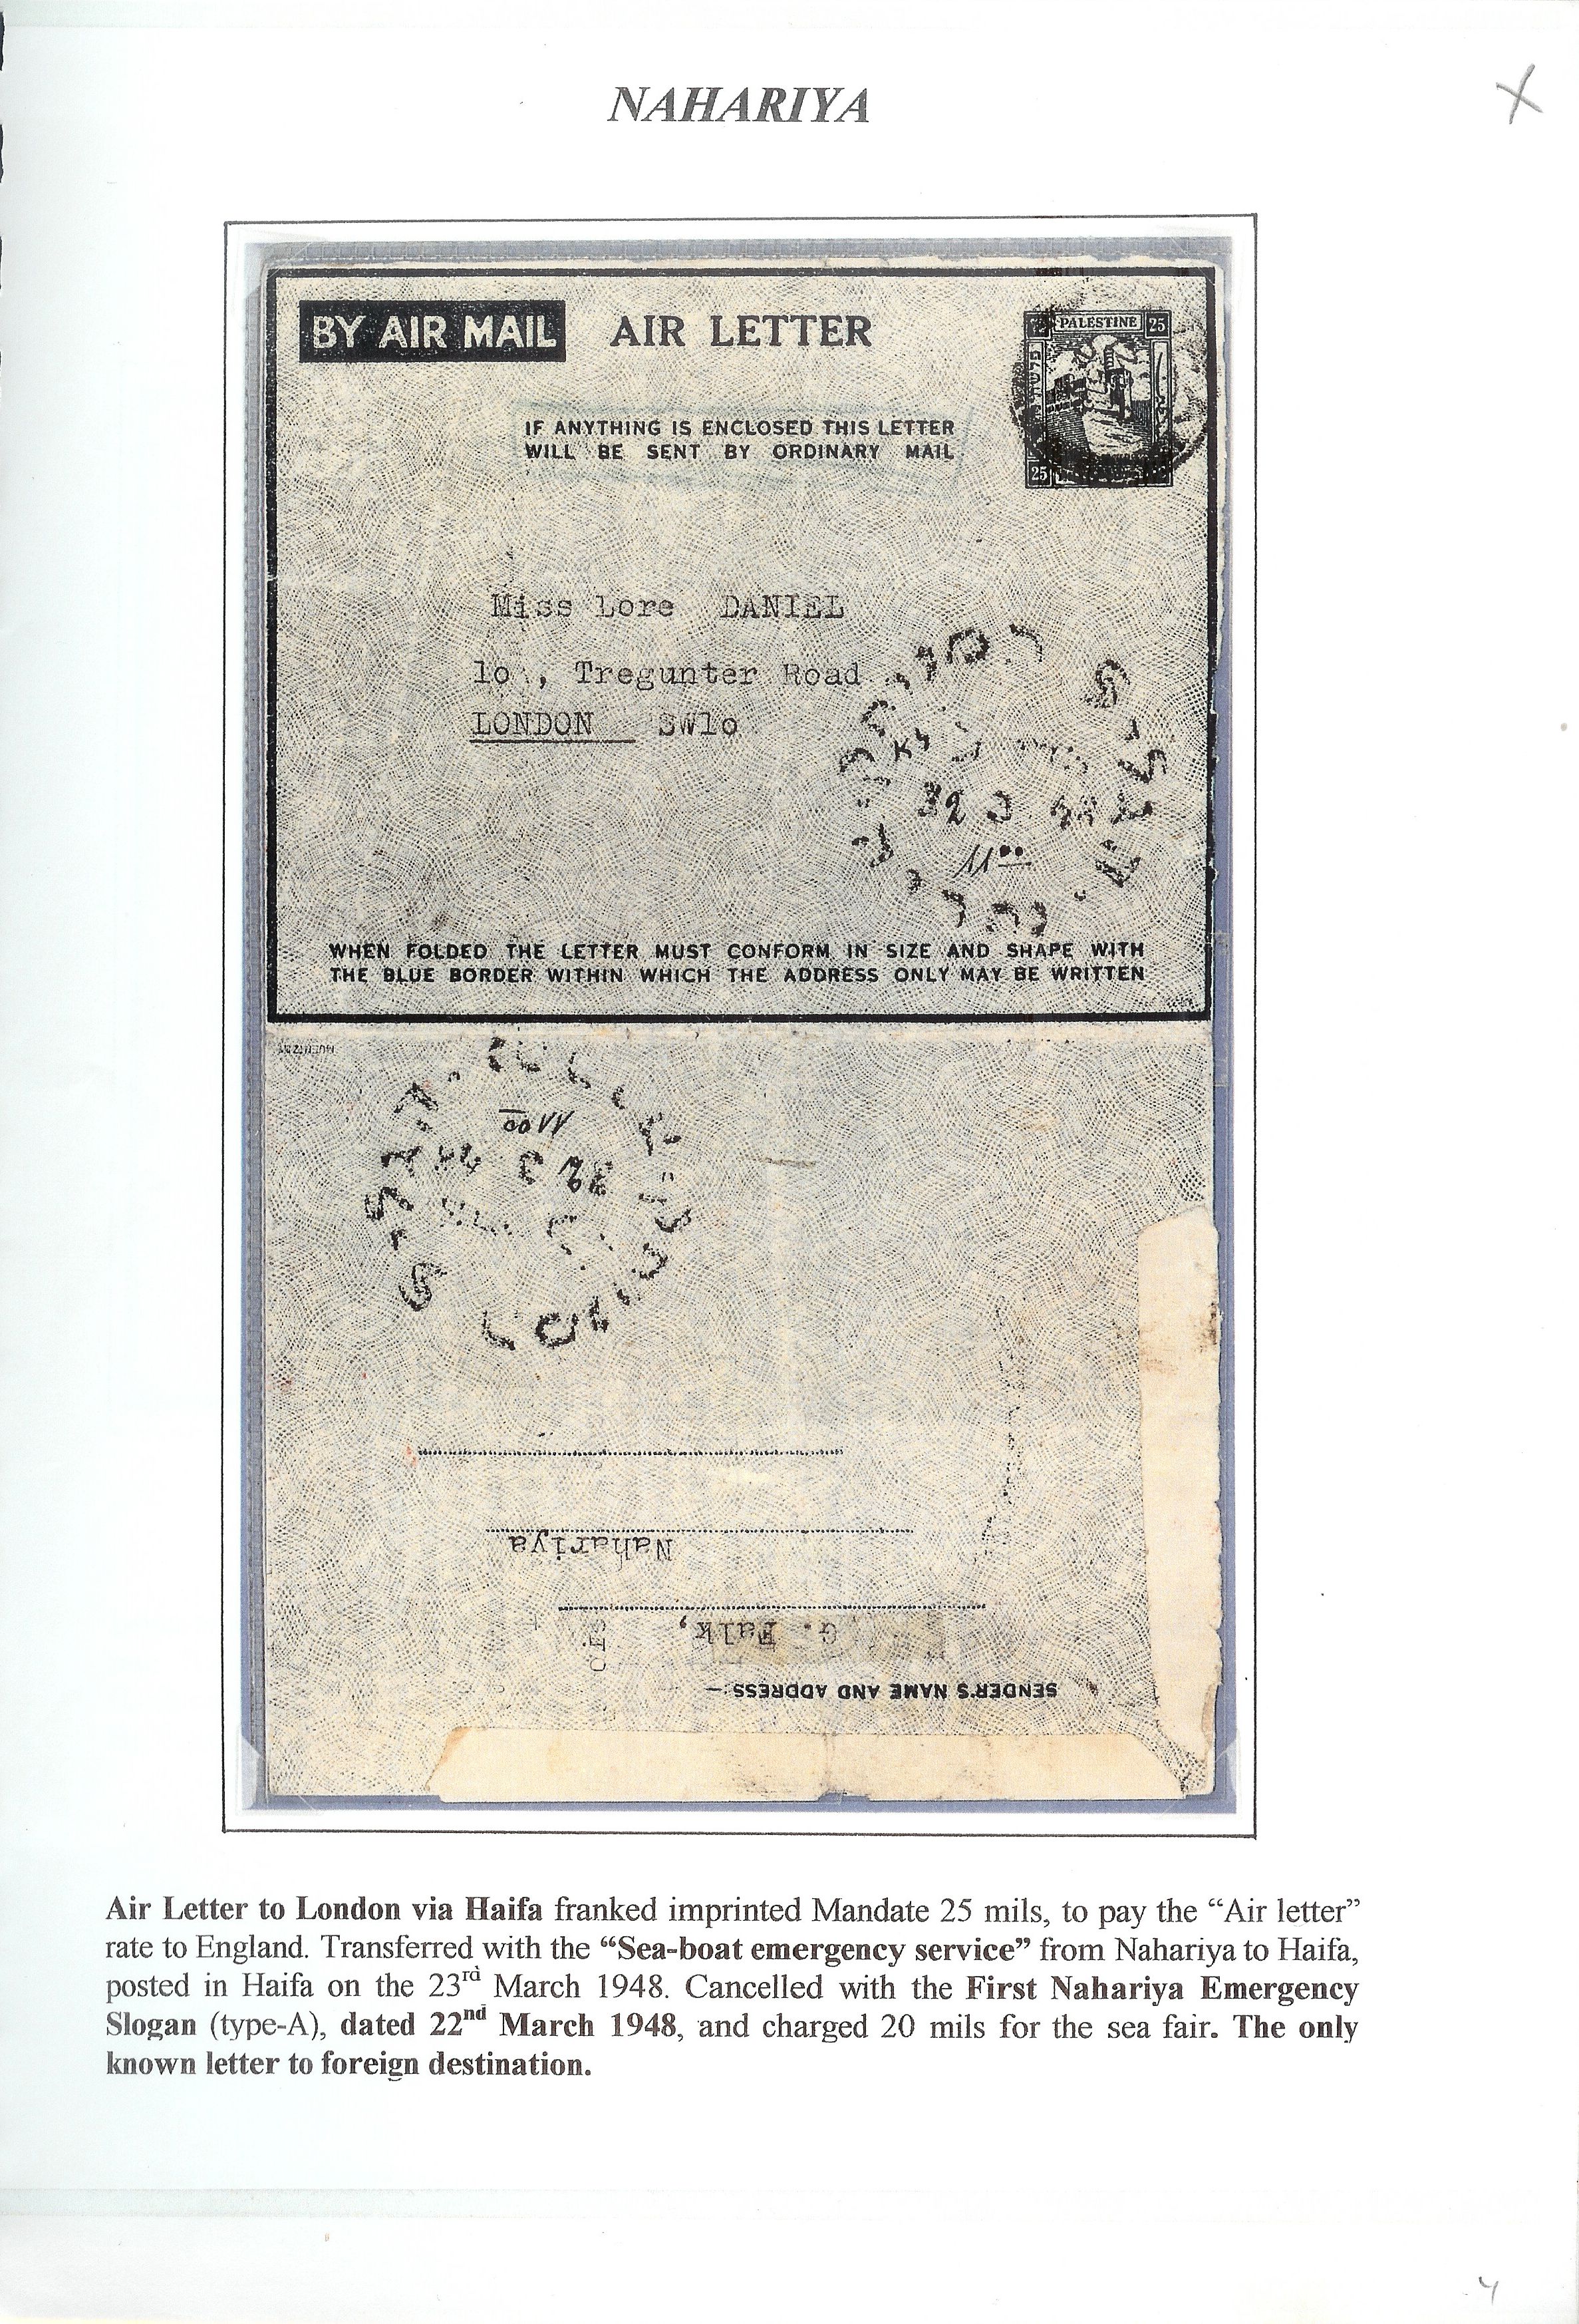 NAHARIYA
BY AIR MAIL
AIR LETTER
PALESTINE 25
25
IF ANYTHING IS ENCLOSED THIS LETTER
WILL BE SENT BY ORDINARY MAIL.
Miss Lore DANIEL
lo , Tregunter Road
LONDON SWlo
11⁰⁰
WHEN FOLDED THE LETTER MUST CONFORM IN SIZE AND SHAPE WITH
THE BLUE BORDER WITHIN WHICH THE ADDRESS ONLY MAY BE WRITTEN
Nahariya
G. Falk,
SENDER'S NAME AND ADDRESS:—
Air Letter to London via Haifa franked imprinted Mandate 25 mils, to pay the “Air letter”
rate to England. Transferred with the “Sea-boat emergency service” from Nahariya to Haifa,
posted in Haifa on the 23rd March 1948. Cancelled with the First Nahariya Emergency
Slogan (type-A), dated 22nd March 1948, and charged 20 mils for the sea fair. The only
known letter to foreign destination.